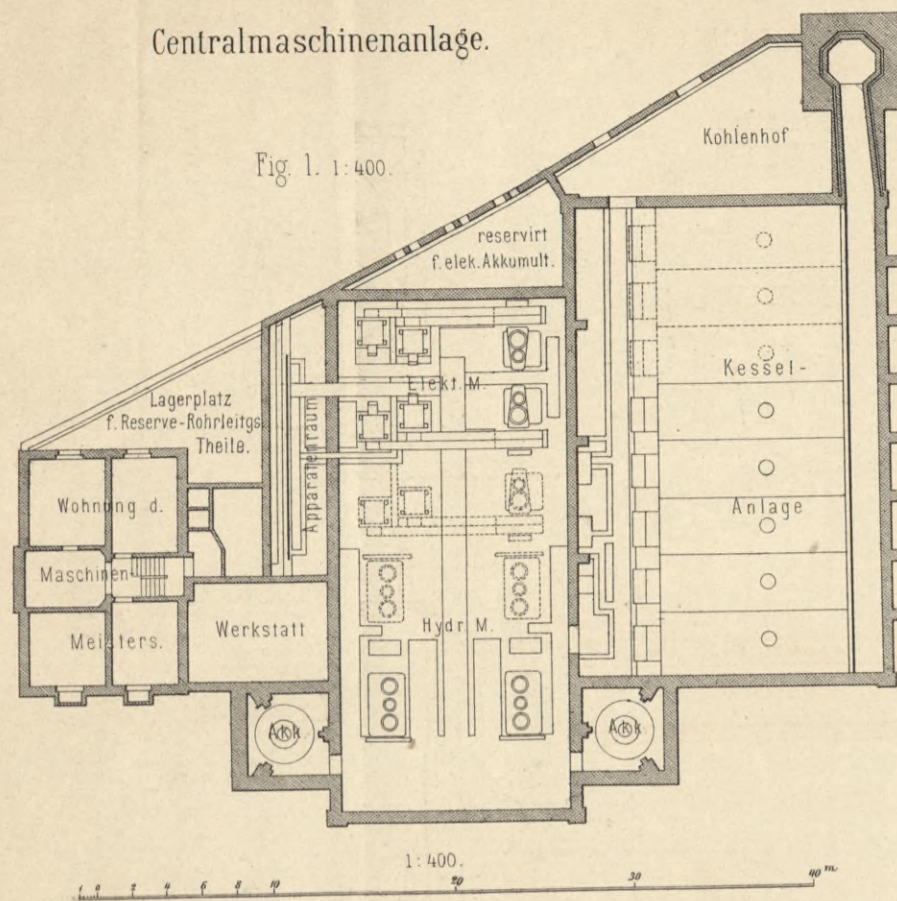 Centralmaschinenanlage.
Fig. 1. 1:400.
Kohlenhof
reservirt
f. elek. Akkumult.
Lagerplatz
f. Reserve-Rohrleitgs.
Theile.
Apparatenraum
Elekt. M.
Kessel-
Anlage
Wohnung d.
Maschinen-
Meisters.
Werkstatt
Hydr. M.
Akk.
Akk.
1:400.
1 0 2 4 6 8 10 20 30 40 m